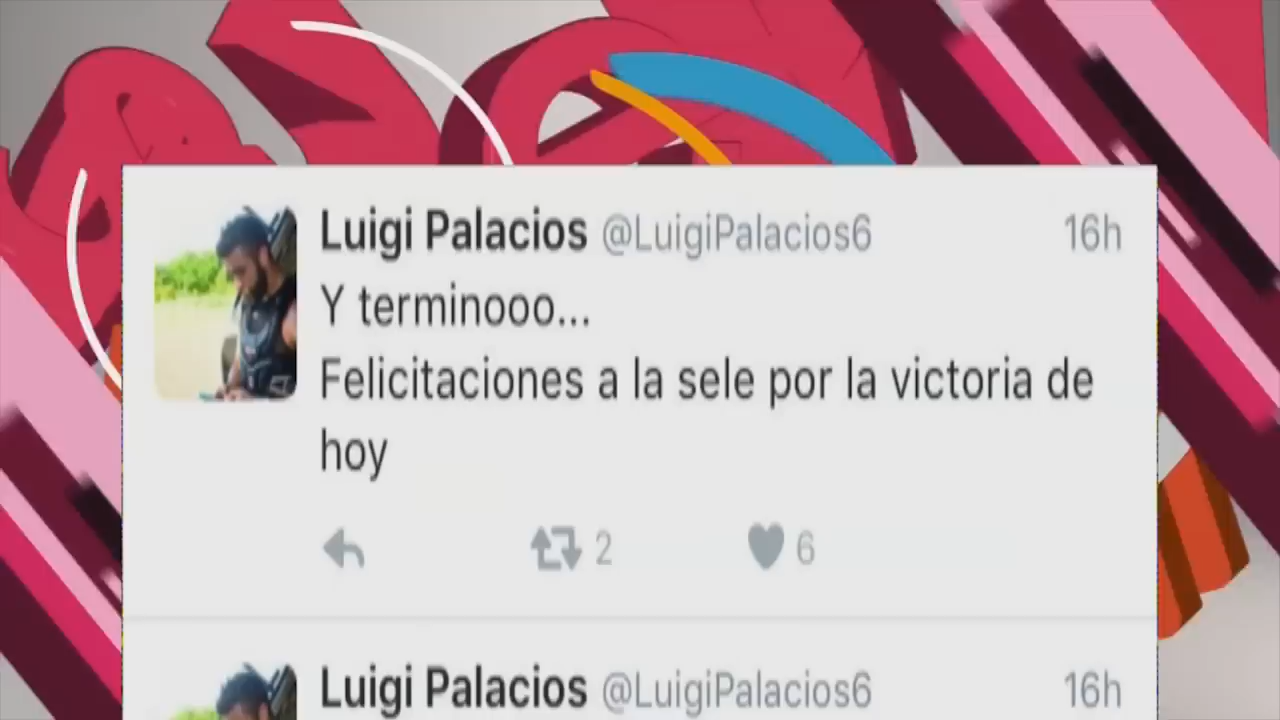 Luigi Palacios @LuigiPalacios6 16h
Y terminooo...
Felicitaciones a la sele por la victoria de
hoy
2 6
Luigi Palacios @LuigiPalacios6 16h